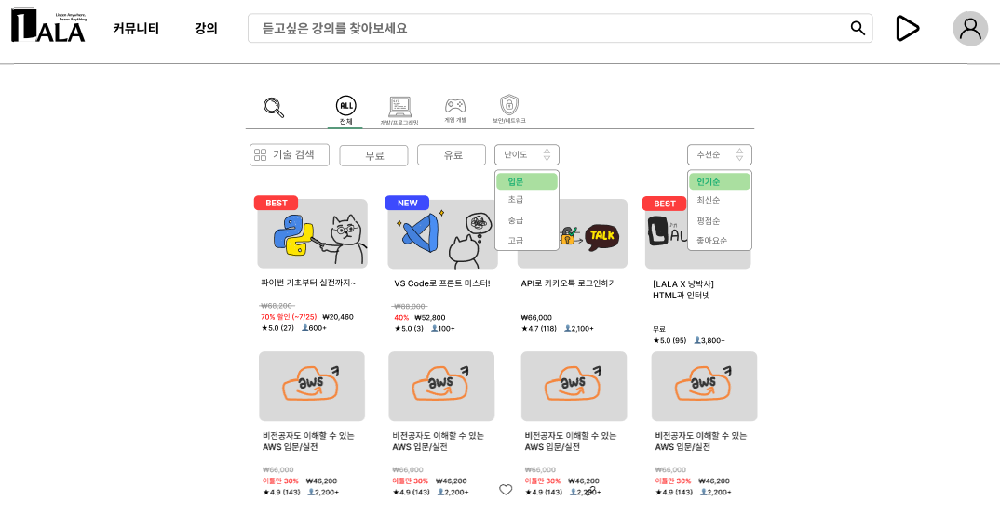 Listen Anywhere,
Learn Anything
LALA
커뮤니티
강의
듣고싶은 강의를 찾아보세요
ALL
전체
개발/프로그래밍
게임 개발
보안/네트워크
기술 검색
무료
유료
난이도
추천순
입문
초급
중급
고급
인기순
최신순
평점순
좋아요순
BEST
NEW
TALK
BEST
파이썬 기초부터 실전까지~
₩68,200
70% 할인 (~7/25) ₩20,460
★5.0 (27) 600+
VS Code로 프론트 마스터!
₩88,000
40% ₩52,800
★5.0 (3) 100+
API로 카카오톡 로그인하기
₩66,000
★4.7 (118) 2,100+
[LALA X 냥박사]
HTML과 인터넷
무료
★5.0 (95) 3,800+
aws
비전공자도 이해할 수 있는
AWS 입문/실전
₩66,000
이틀만 30% ₩46,200
★4.9 (143) 2,200+
aws
비전공자도 이해할 수 있는
AWS 입문/실전
₩66,000
이틀만 30% ₩46,200
★4.9 (143) 2,200+
aws
비전공자도 이해할 수 있는
AWS 입문/실전
₩66,000
이틀만 30% ₩46,200
★4.9 (143) 2,200+
aws
비전공자도 이해할 수 있는
AWS 입문/실전
₩66,000
이틀만 30% ₩46,200
★4.9 (143) 2,200+